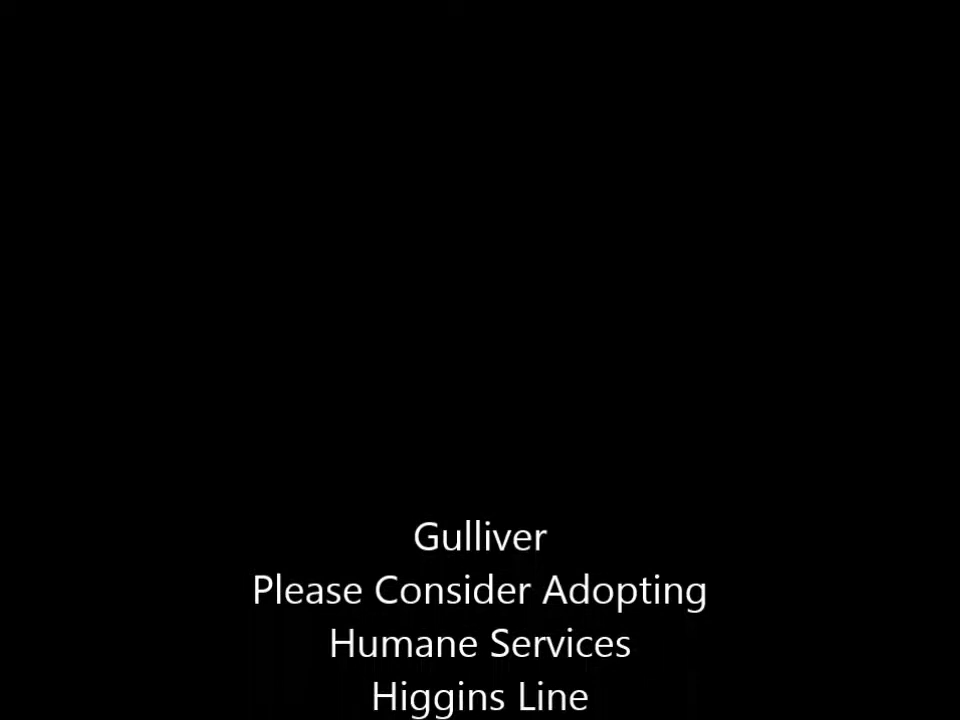 Gulliver
Please Consider Adopting
Humane Services
Higgins Line